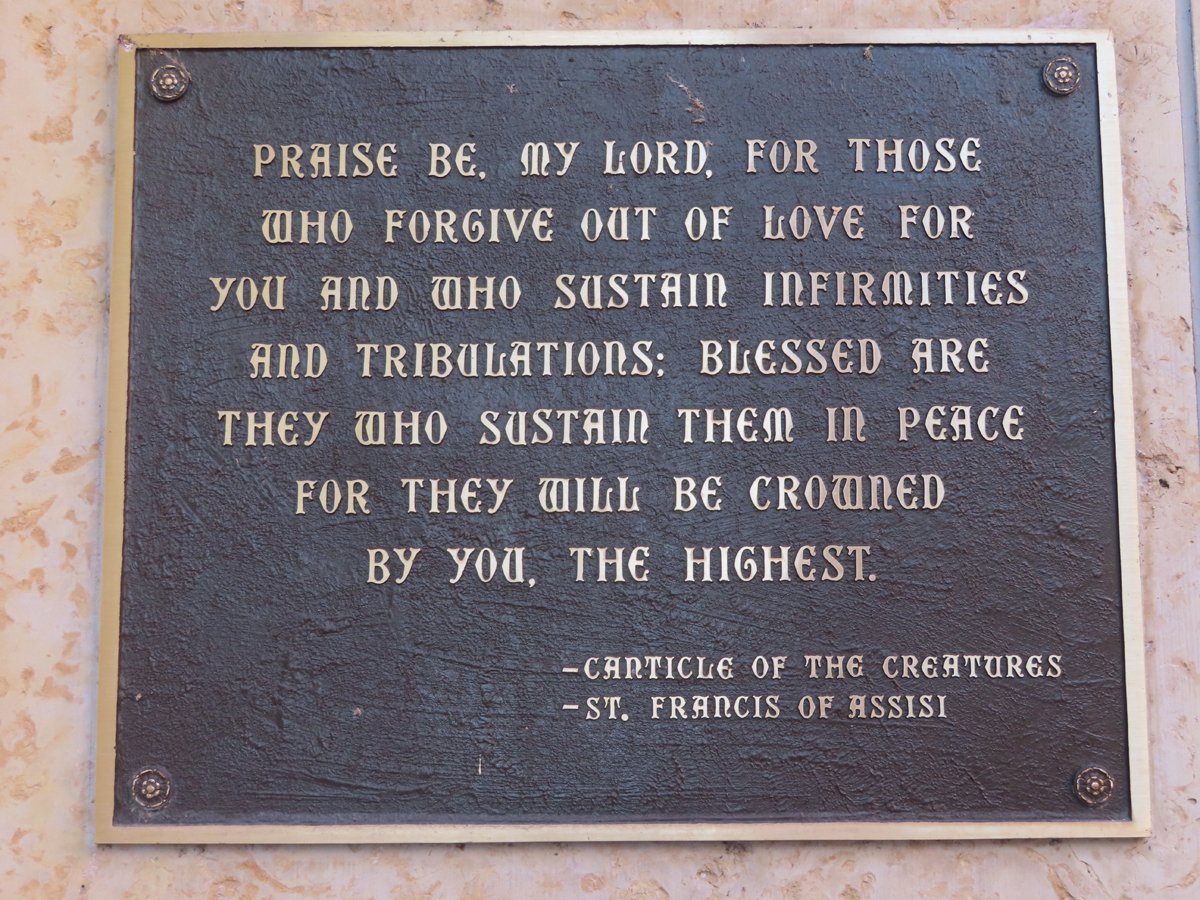 PRAISE BE, MY LORD, FOR THOSE
WHO FORGIVE OUT OF LOVE FOR
YOU AND WHO SUSTAIN INFIRMITIES
AND TRIBULATIONS; BLESSED ARE
THEY WHO SUSTAIN THEM IN PEACE
FOR THEY WILL BE CROWNED
BY YOU, THE HIGHEST.
-CANTICLE OF THE CREATURES
-ST. FRANCIS OF ASSISI